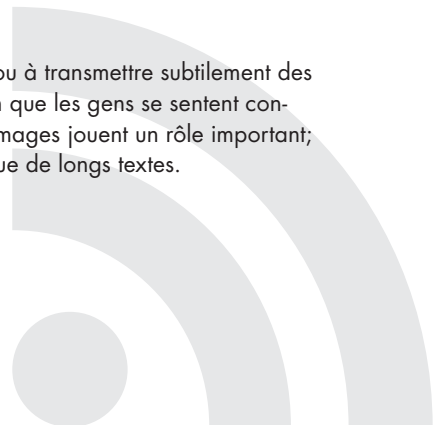 ou à transmettre subtilement des
que les gens se sentent con-
mages jouent un rôle important;
ue de longs textes.